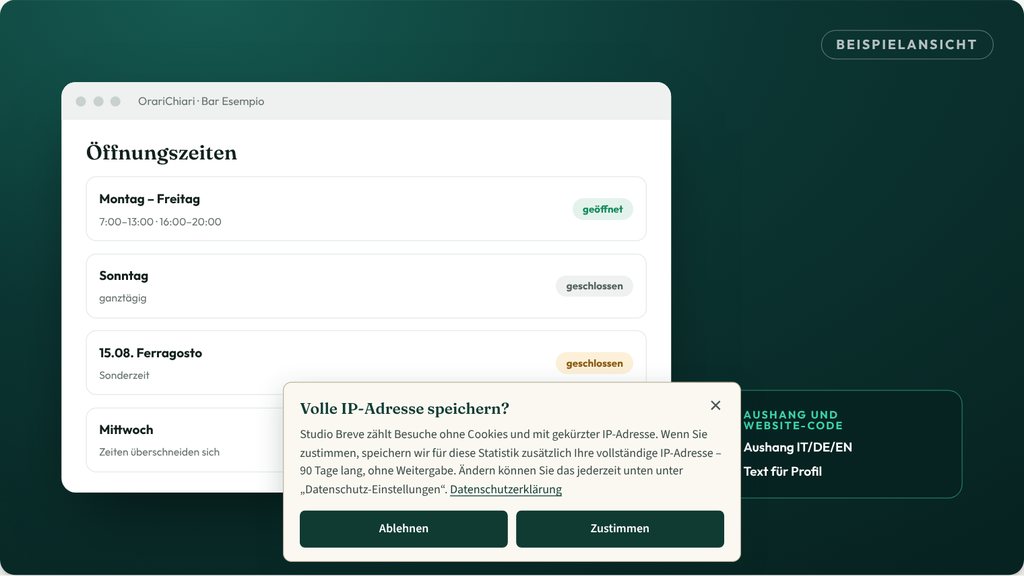 BEISPIELANSICHT
OrariChiari · Bar Esempio
Öffnungszeiten
Montag – Freitag
7:00–13:00 · 16:00–20:00
geöffnet
Sonntag
ganztägig
geschlossen
15.08. Ferragosto
Sonderzeit
geschlossen
Mittwoch
Zeiten überschneiden sich
Volle IP-Adresse speichern?
Studio Breve zählt Besuche ohne Cookies und mit gekürzter IP-Adresse. Wenn Sie
zustimmen, speichern wir für diese Statistik zusätzlich Ihre vollständige IP-Adresse –
90 Tage lang, ohne Weitergabe. Ändern können Sie das jederzeit unten unter
„Datenschutz-Einstellungen“. Datenschutzerklärung
Ablehnen
Zustimmen
AUSHANG UND
WEBSITE-CODE
Aushang IT/DE/EN
Text für Profil